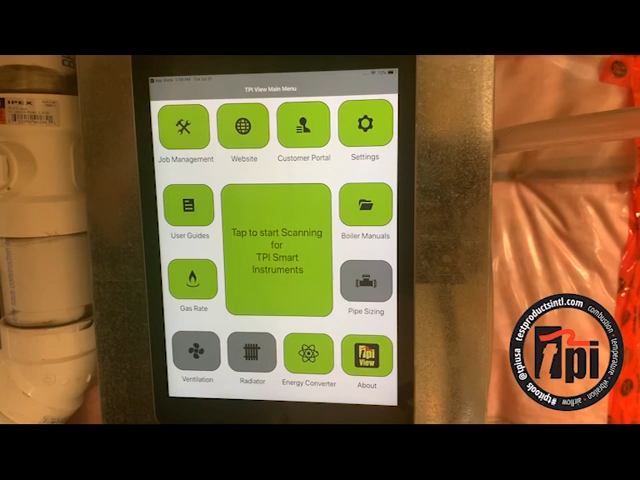 TPI View Main Menu
Job Management
Website
Customer Portal
Settings
User Guides
Tap to start Scanning
for
TPI Smart
Instruments
Boiler Manuals
Gas Rate
Pipe Sizing
Ventilation
Radiator
Energy Converter
tpi
View
About
IPEX
tpi
#tpitools @tpiusa testproductsintl.com
combustion - temperature - vibration - airflow